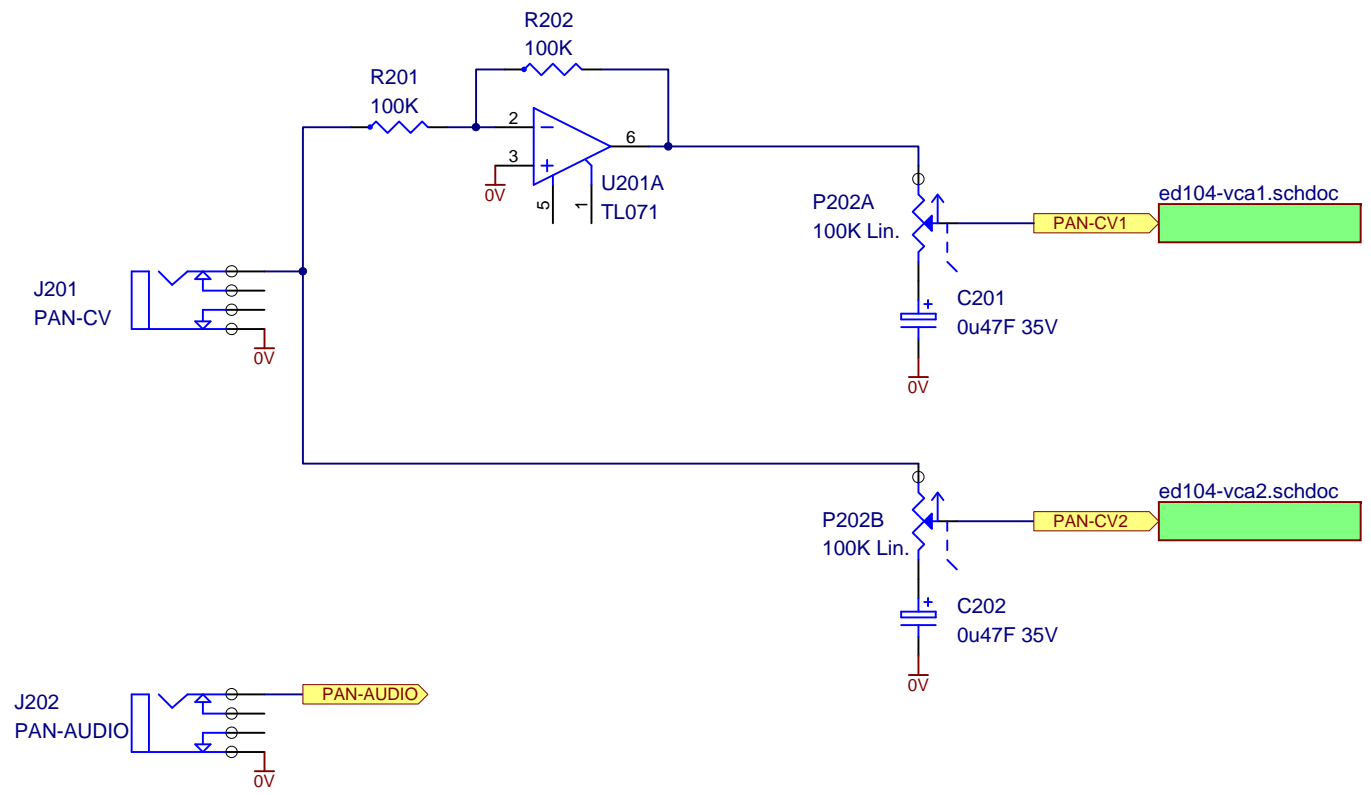 R202
100K
R201
100K
2
3
6
5
1
0V
U201A
TL071
P202A
100K Lin.
PAN-CV1
ed104-vca1.schdoc
J201
PAN-CV
0V
+
C201
0u47F 35V
0V
P202B
100K Lin.
PAN-CV2
ed104-vca2.schdoc
+
C202
0u47F 35V
0V
J202
PAN-AUDIO
PAN-AUDIO
0V